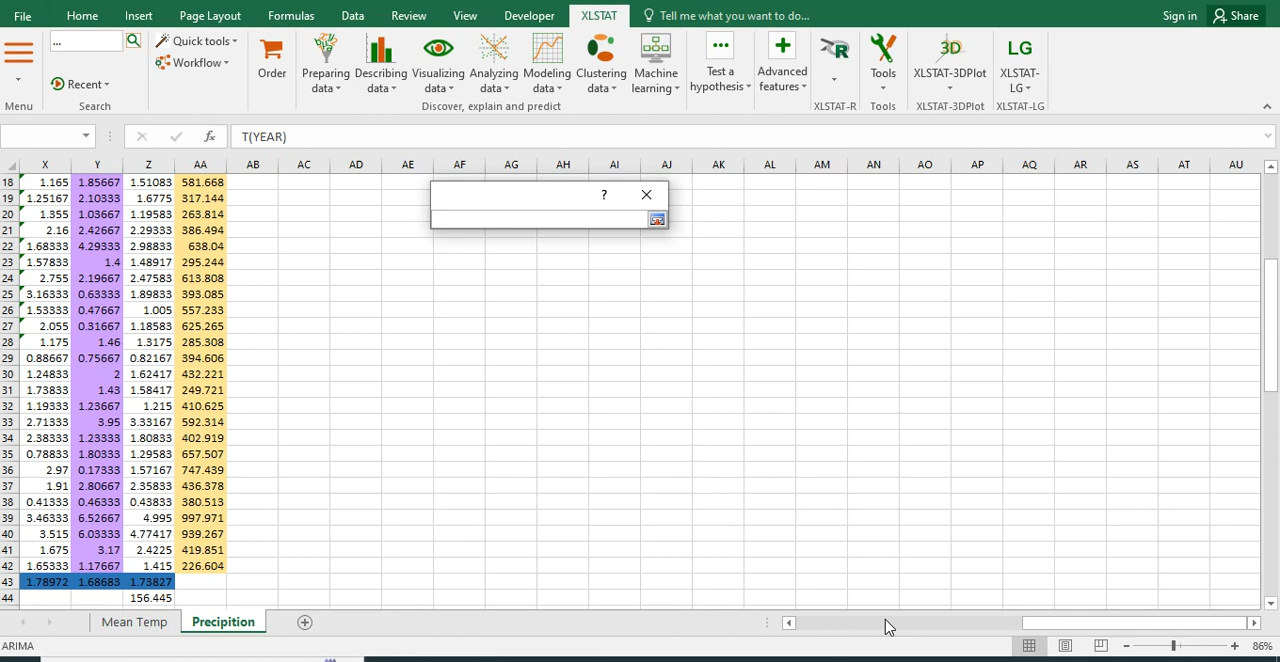 File Home Insert Page Layout Formulas Data Review View Developer XLSTAT Tell me what you want to do... Sign in Share
... Quick tools
Workflow
Recent
Order
Preparing data
Describing data
Visualizing data
Analyzing data
Modeling data
Clustering data
Machine learning
Test a hypothesis
Advanced features
Tools
3D
XLSTAT-3DPlot
LG
XLSTAT-LG
Menu Search Discover, explain and predict XLSTAT-R Tools XLSTAT-3DPlot XLSTAT-LG
fx T(YEAR)
X Y Z AA AB AC AD AE AF AG AH AI AJ AK AL AM AN AO AP AQ AR AS AT AU
? ×
18 1.165 1.85667 1.51083 581.668
19 1.25167 2.10333 1.6775 317.144
20 1.355 1.03667 1.19583 263.814
21 2.16 2.42667 2.29333 386.494
22 1.68333 4.29333 2.98833 638.04
23 1.57833 1.4 1.48917 295.244
24 2.755 2.19667 2.47583 613.808
25 3.16333 0.63333 1.89833 393.085
26 1.53333 0.47667 1.005 557.233
27 2.055 0.31667 1.18583 625.265
28 1.175 1.46 1.3175 285.308
29 0.88667 0.75667 0.82167 394.606
30 1.24833 2 1.62417 432.221
31 1.73833 1.43 1.58417 249.721
32 1.19333 1.23667 1.215 410.625
33 2.71333 3.95 3.33167 592.314
34 2.38333 1.23333 1.80833 402.919
35 0.78833 1.80333 1.29583 657.507
36 2.97 0.17333 1.57167 747.439
37 1.91 2.80667 2.35833 436.378
38 0.41333 0.46333 0.43833 380.513
39 3.46333 6.52667 4.995 997.971
40 3.515 6.03333 4.77417 939.267
41 1.675 3.17 2.4225 419.851
42 1.65333 1.17667 1.415 226.604
43 1.78972 1.68683 1.73827
44 156.445
Mean Temp Precipition
ARIMA 86%